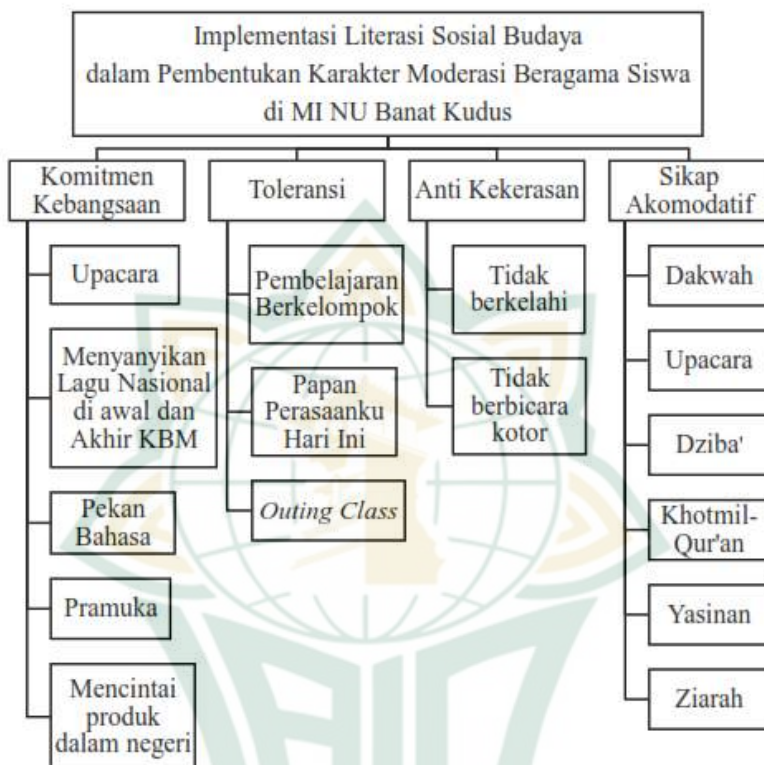 Implementasi Literasi Sosial Budaya
dalam Pembentukan Karakter Moderasi Beragama Siswa
di MI NU Banat Kudus
Komitmen
Kebangsaan
Upacara
Menyanyikan
Lagu Nasional
di awal dan
Akhir KBM
Pekan
Bahasa
Pramuka
Mencintai
produk
dalam negeri
Toleransi
Pembelajaran
Berkelompok
Papan
Perasaanku
Hari Ini
Outing Class
Anti Kekerasan
Tidak
berkelahi
Tidak
berbicara
kotor
Sikap
Akomodatif
Dakwah
Upacara
Dziba'
Khotmil-
Qur'an
Yasinan
Ziarah